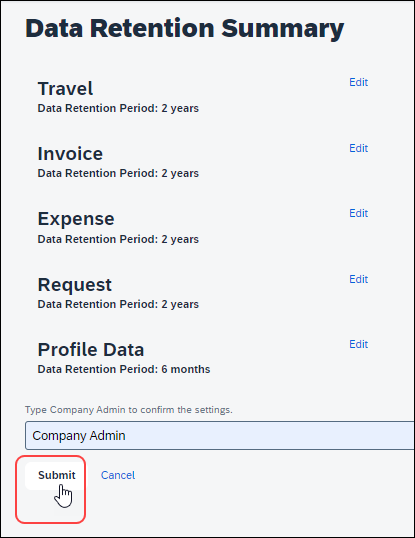 Data Retention Summary
Travel
Edit
Data Retention Period: 2 years
Invoice
Edit
Data Retention Period: 2 years
Expense
Edit
Data Retention Period: 2 years
Request
Edit
Data Retention Period: 2 years
Profile Data
Edit
Data Retention Period: 6 months
Type Company Admin to confirm the settings.
Company Admin
Submit
Cancel